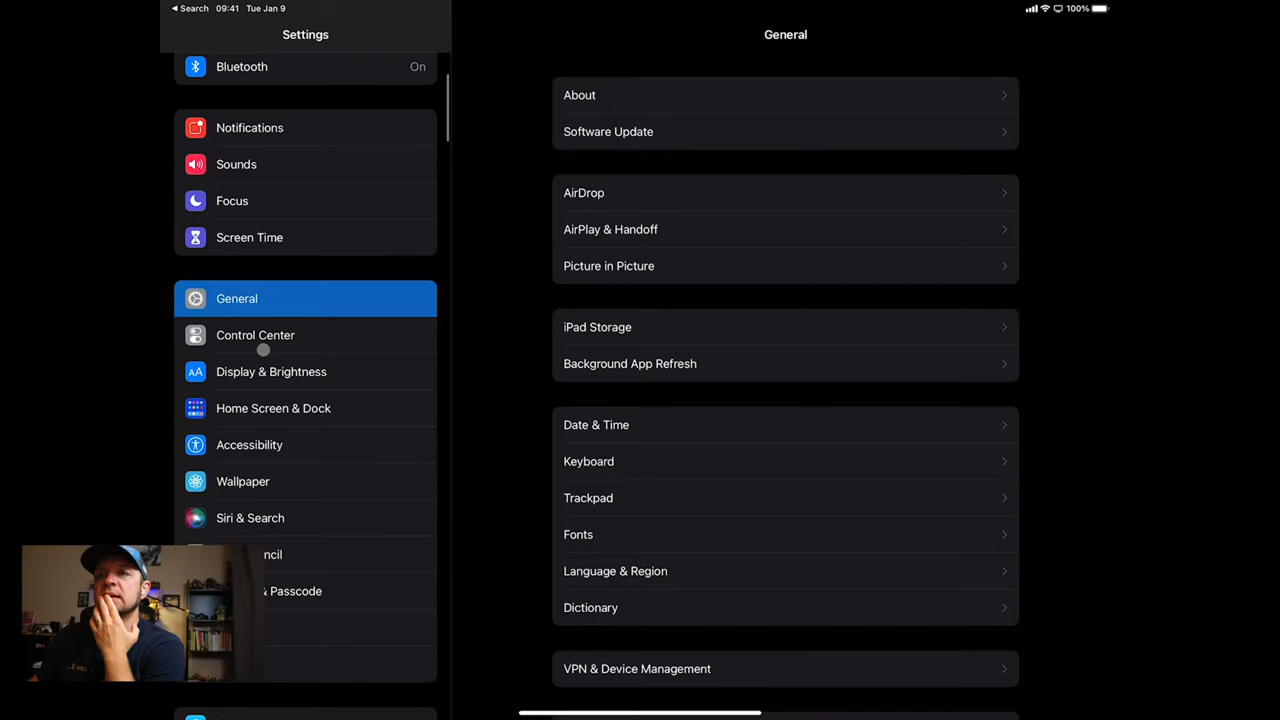 Search 09:41 Tue Jan 9
100%
Settings
Bluetooth On
Notifications
Sounds
Focus
Screen Time
General
Control Center
Display & Brightness
Home Screen & Dock
Accessibility
Wallpaper
Siri & Search
ncil
& Passcode
General
About
Software Update
AirDrop
AirPlay & Handoff
Picture in Picture
iPad Storage
Background App Refresh
Date & Time
Keyboard
Trackpad
Fonts
Language & Region
Dictionary
VPN & Device Management